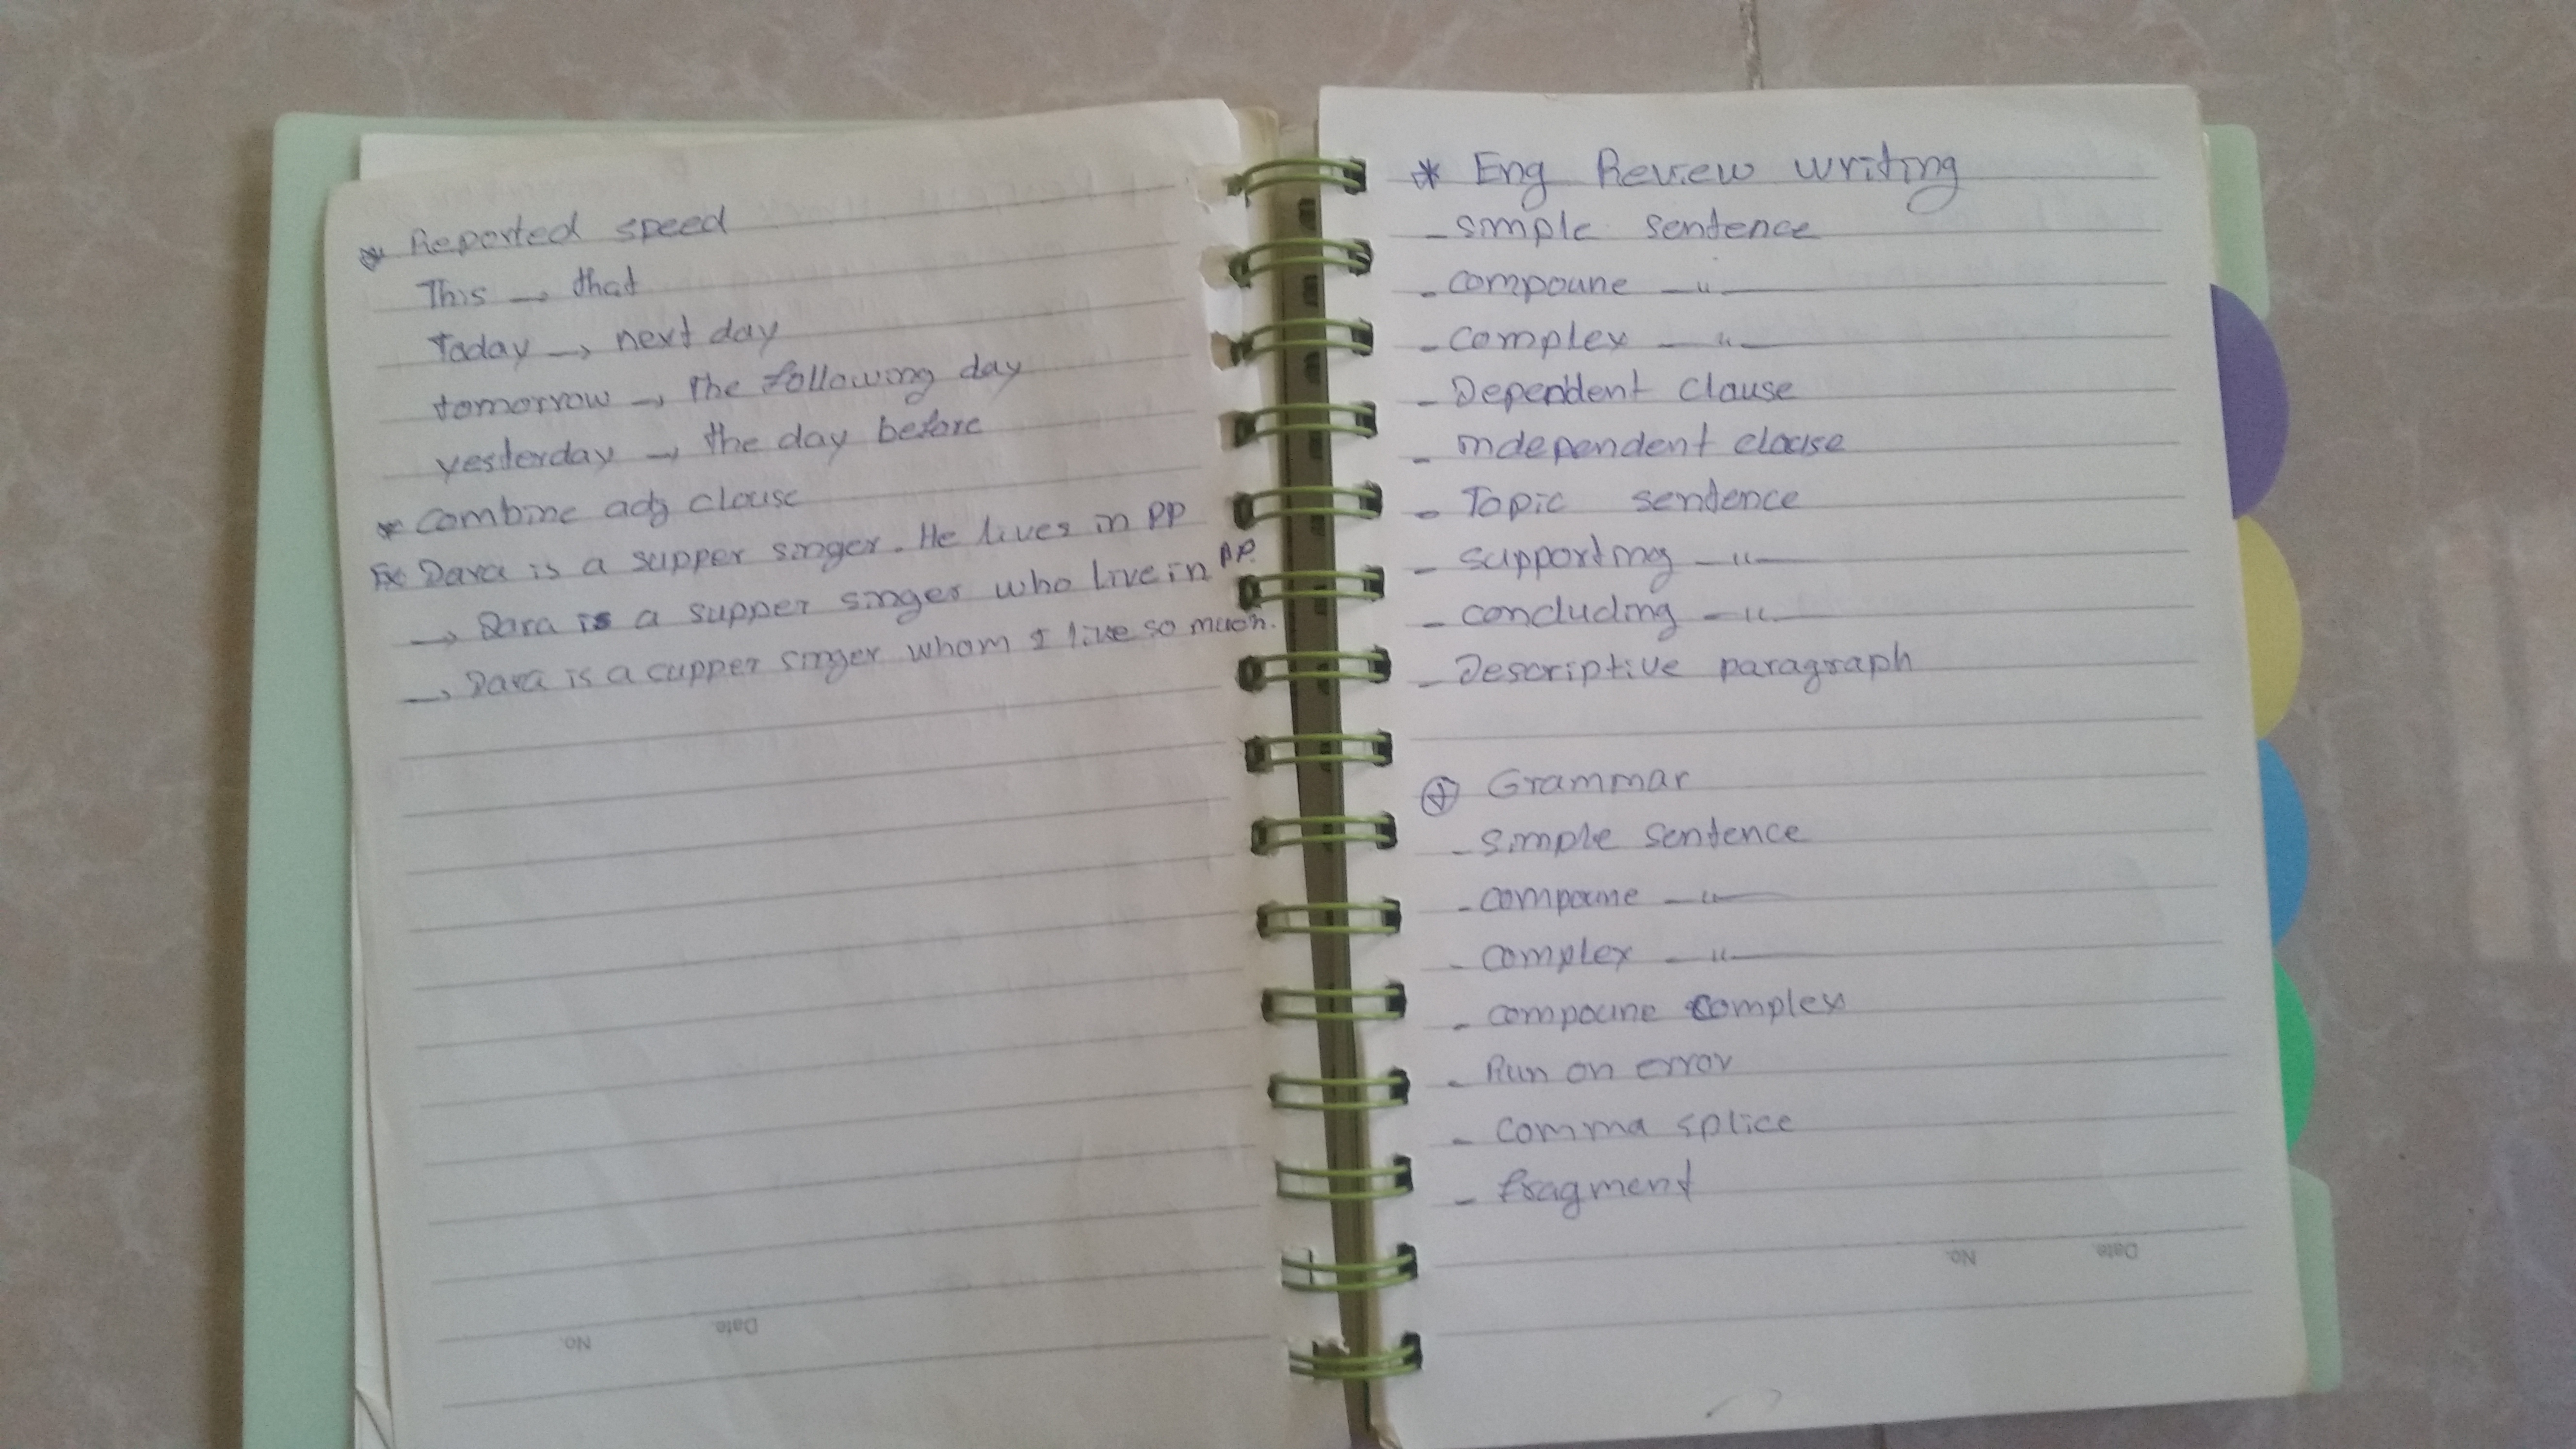 * Reported speed
This → that
Today → next day
tomorrow → The following day
yesterday → the day before
* Combine adj clouse
Ex Dara is a supper singer. He lives in PP
→ Dara is a supper singer who live in PP.
→ Dara is a cupper singer whom I like so much.
No.
Date.
* Eng Review writing
- simple sentence
- compoune —"—
- complex —"—
- Dependent Clause
- independent clause
- Topic sentence
- supporting —"—
- concluding —"—
- Descriptive paragraph
⊕ Grammar
- simple sentence
- compoune —"—
- complex —"—
- compoune complex
- Run on error
- comma splice
- fragment
No.
Date.